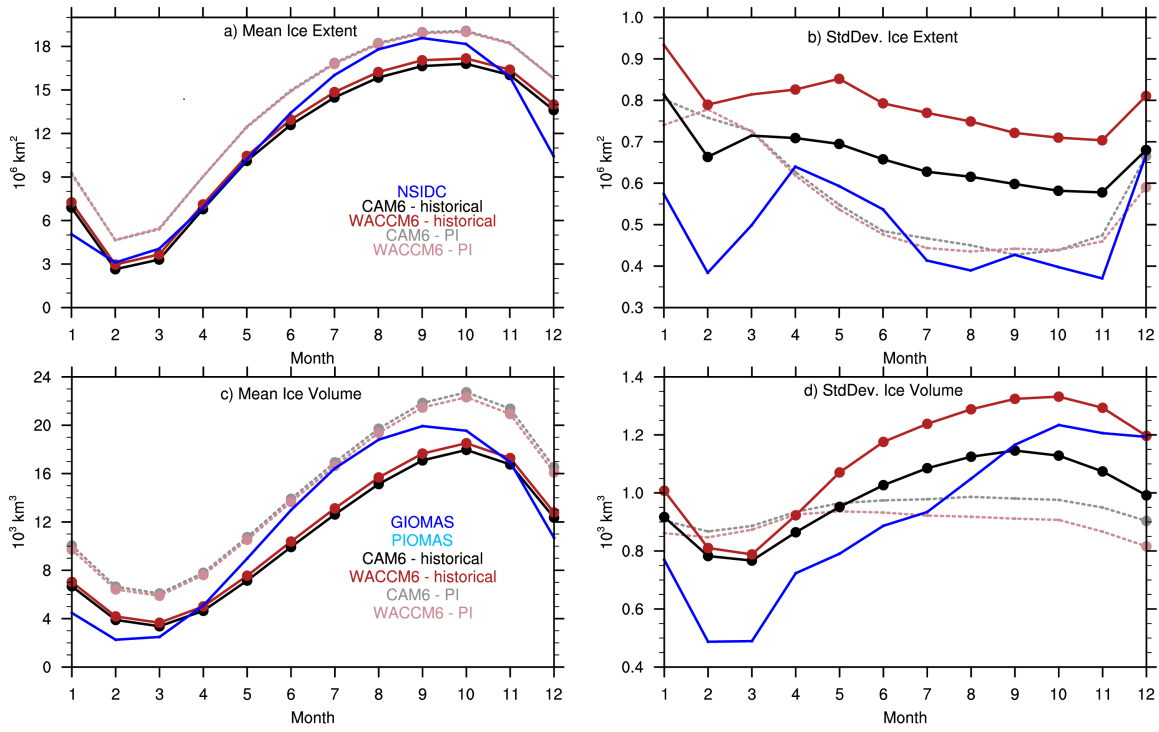 a) Mean Ice Extent
18
15
12
9
6
3
0
10⁶ km²
NSIDC
CAM6 - historical
WACCM6 - historical
CAM6 - PI
WACCM6 - PI
1 2 3 4 5 6 7 8 9 10 11 12
Month
b) StdDev. Ice Extent
1.0
0.9
0.8
0.7
0.6
0.5
0.4
0.3
10⁶ km²
1 2 3 4 5 6 7 8 9 10 11 12
Month
c) Mean Ice Volume
24
20
16
12
8
4
0
10⁻³ km³
GIOMAS
PIOMAS
CAM6 - historical
WACCM6 - historical
CAM6 - PI
WACCM6 - PI
1 2 3 4 5 6 7 8 9 10 11 12
Month
d) StdDev. Ice Volume
1.4
1.2
1.0
0.8
0.6
0.4
10⁻³ km³
1 2 3 4 5 6 7 8 9 10 11 12
Month